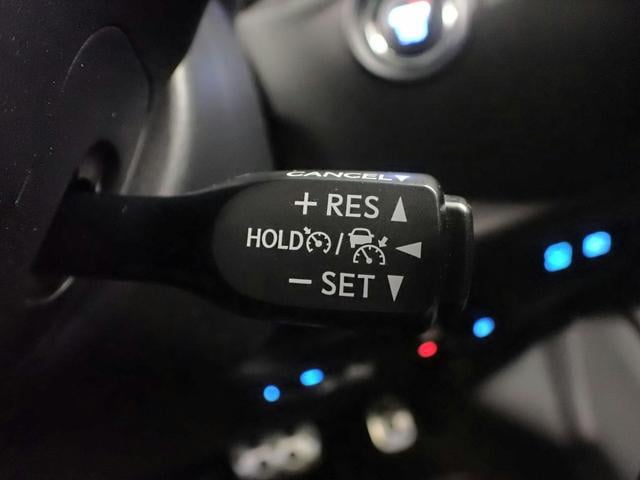 CANCEL▼
+ RES ▲
HOLD / ◀
− SET ▼